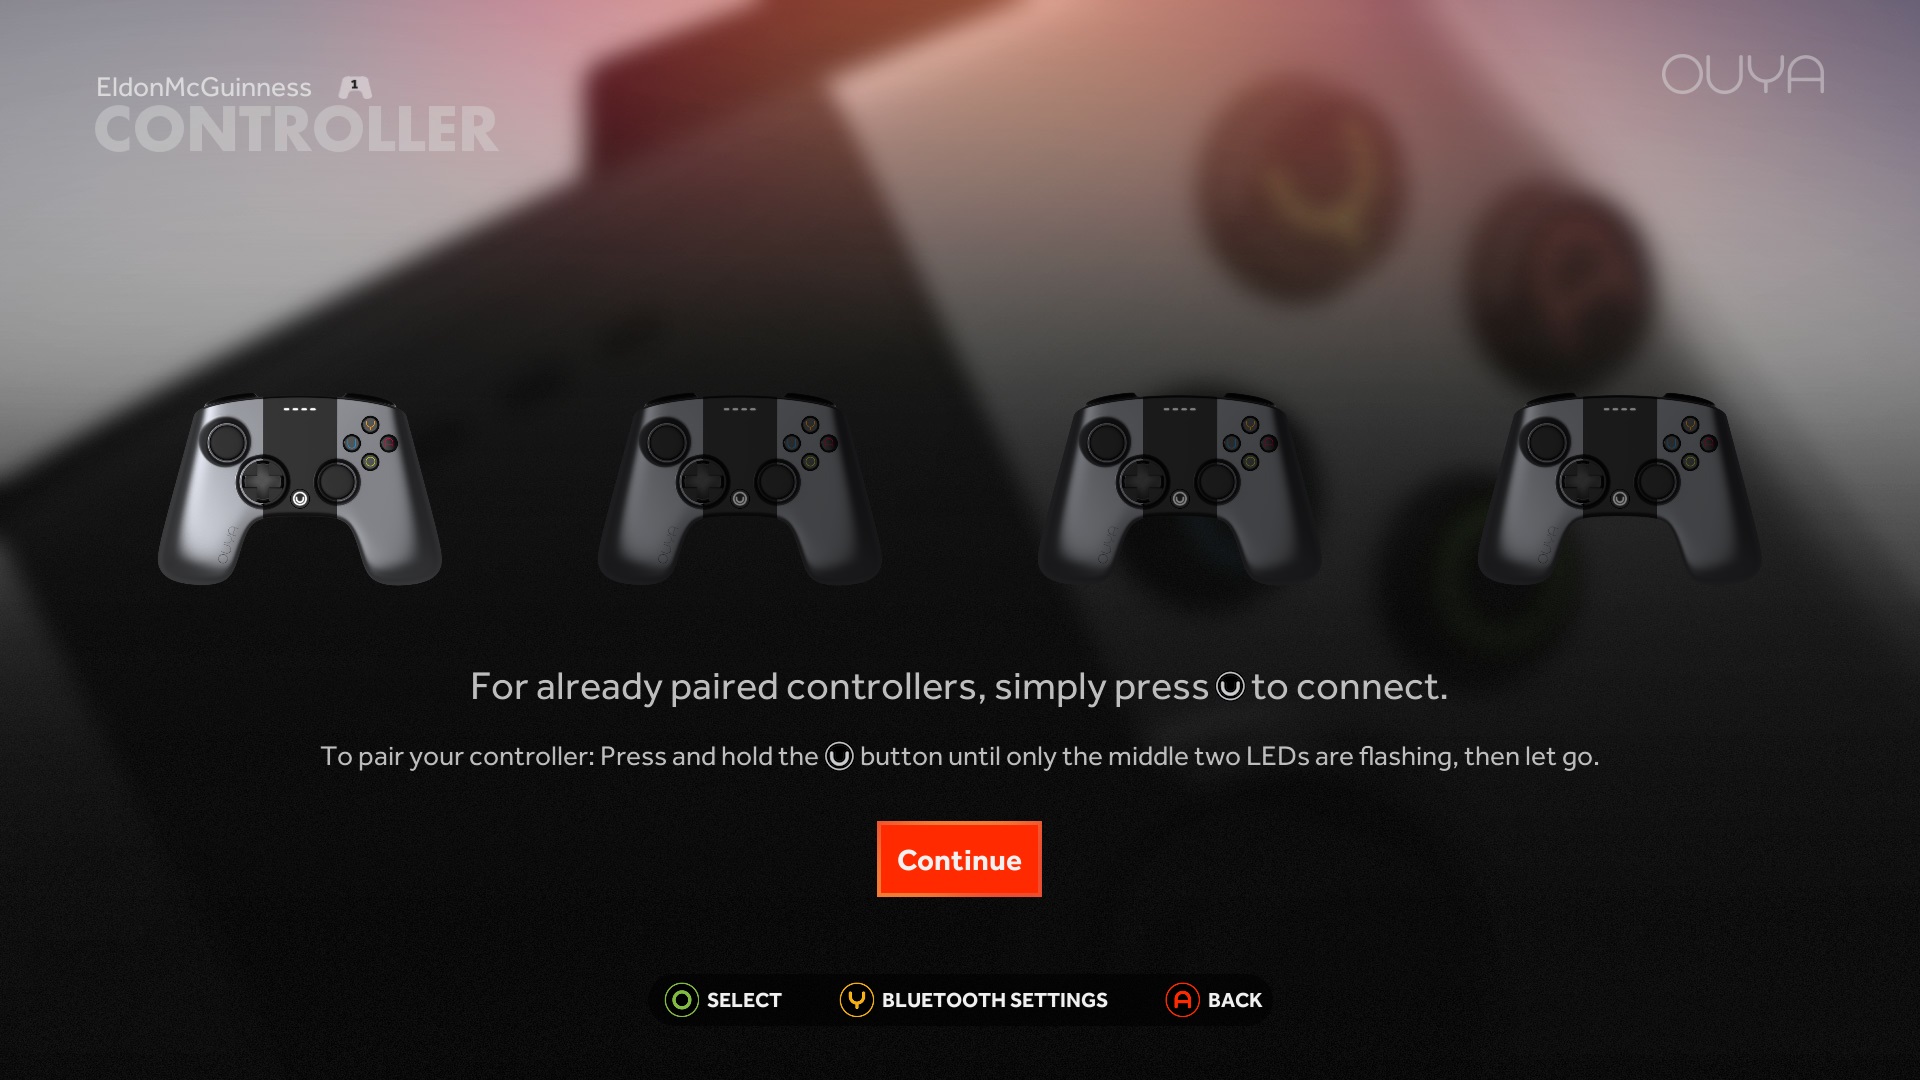 EldonMcGuinness 1
OUYA
CONTROLLER
For already paired controllers, simply press U to connect.
To pair your controller: Press and hold the U button until only the middle two LEDs are flashing, then let go.
Continue
O SELECT Y BLUETOOTH SETTINGS A BACK